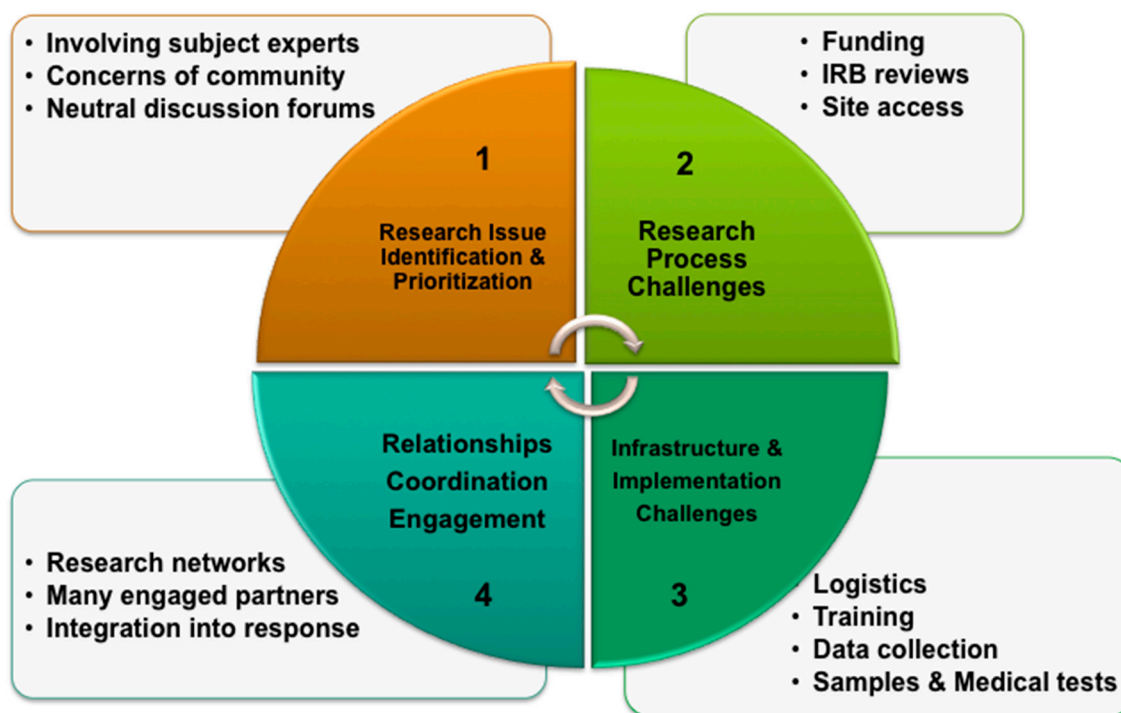 • Involving subject experts
• Concerns of community
• Neutral discussion forums
1
Research Issue
Identification &
Prioritization
• Funding
• IRB reviews
• Site access
2
Research
Process
Challenges
Infrastructure &
Implementation
Challenges
3
• Logistics
• Training
• Data collection
• Samples & Medical tests
Relationships
Coordination
Engagement
4
• Research networks
• Many engaged partners
• Integration into response